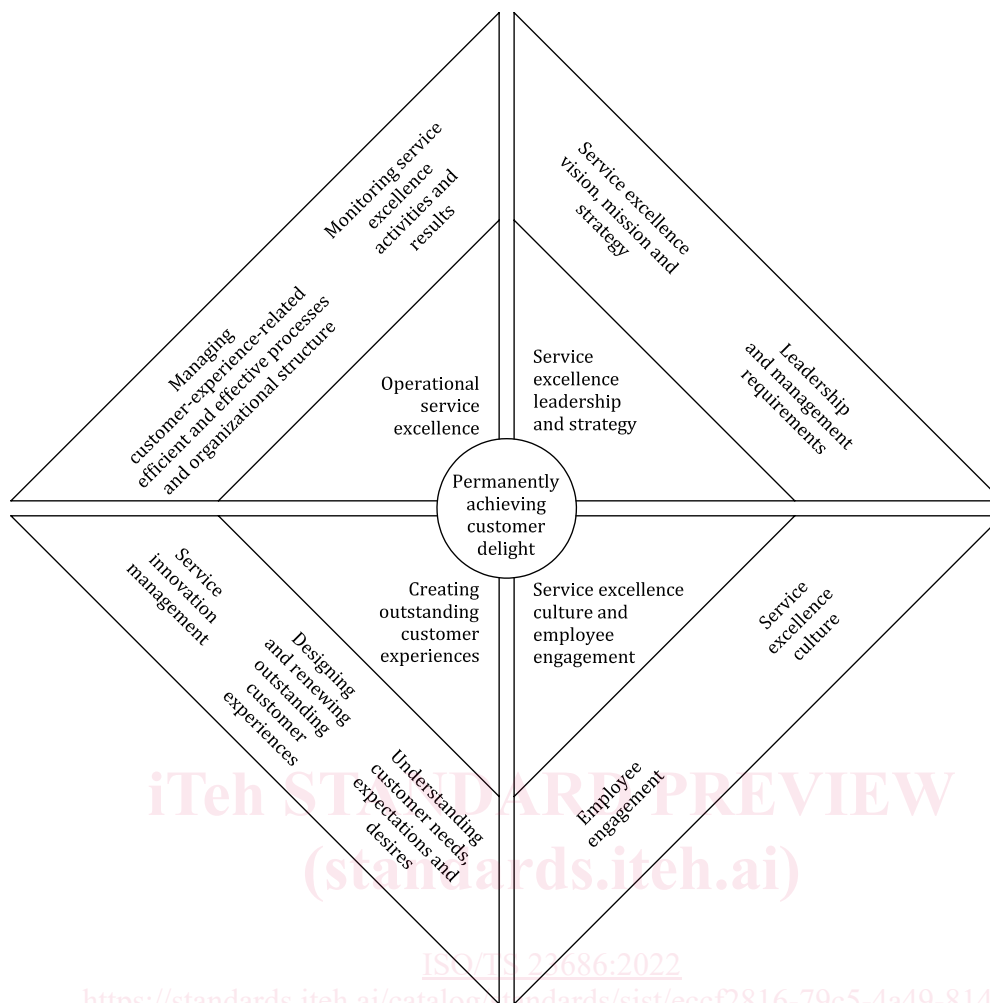 Monitoring service
excellence
activities and
results
Service excellence
vision, mission and
strategy
Managing
customer-experience-related
efficient and effective processes
and organizational structure
Operational
service
excellence
Service
excellence
leadership
and strategy
Leadership
and management
requirements
Permanently
achieving
customer
delight
Service
innovation
management
Creating
outstanding
customer
experiences
Service excellence
culture and
employee
engagement
Service
excellence
culture
Designing
and renewing
outstanding
customer
experiences
Understanding
customer needs,
expectations and
desires
Employee
engagement
iTeh STANDARD PREVIEW
(standards.iteh.ai)
ISO/TS 23686:2022
https://standards.iteh.ai/catalog/standards/sist/eccf2816-79c5-4a49-814